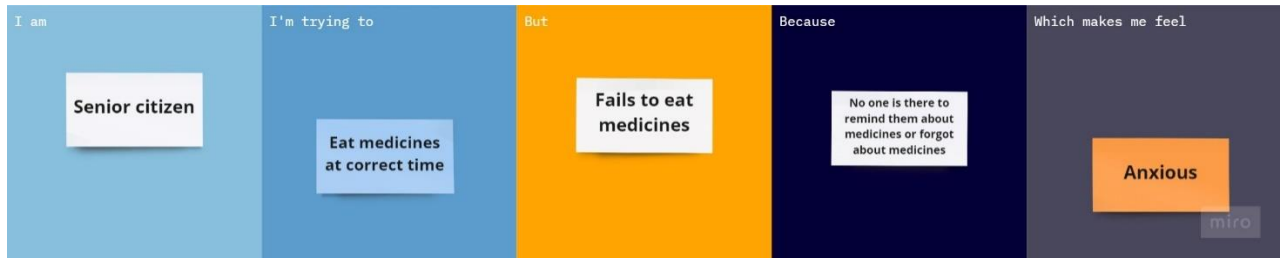 I am
Senior citizen
I'm trying to
Eat medicines
at correct time
But
Fails to eat
medicines
Because
No one is there to
remind them about
medicines or forgot
about medicines
Which makes me feel
Anxious
miro